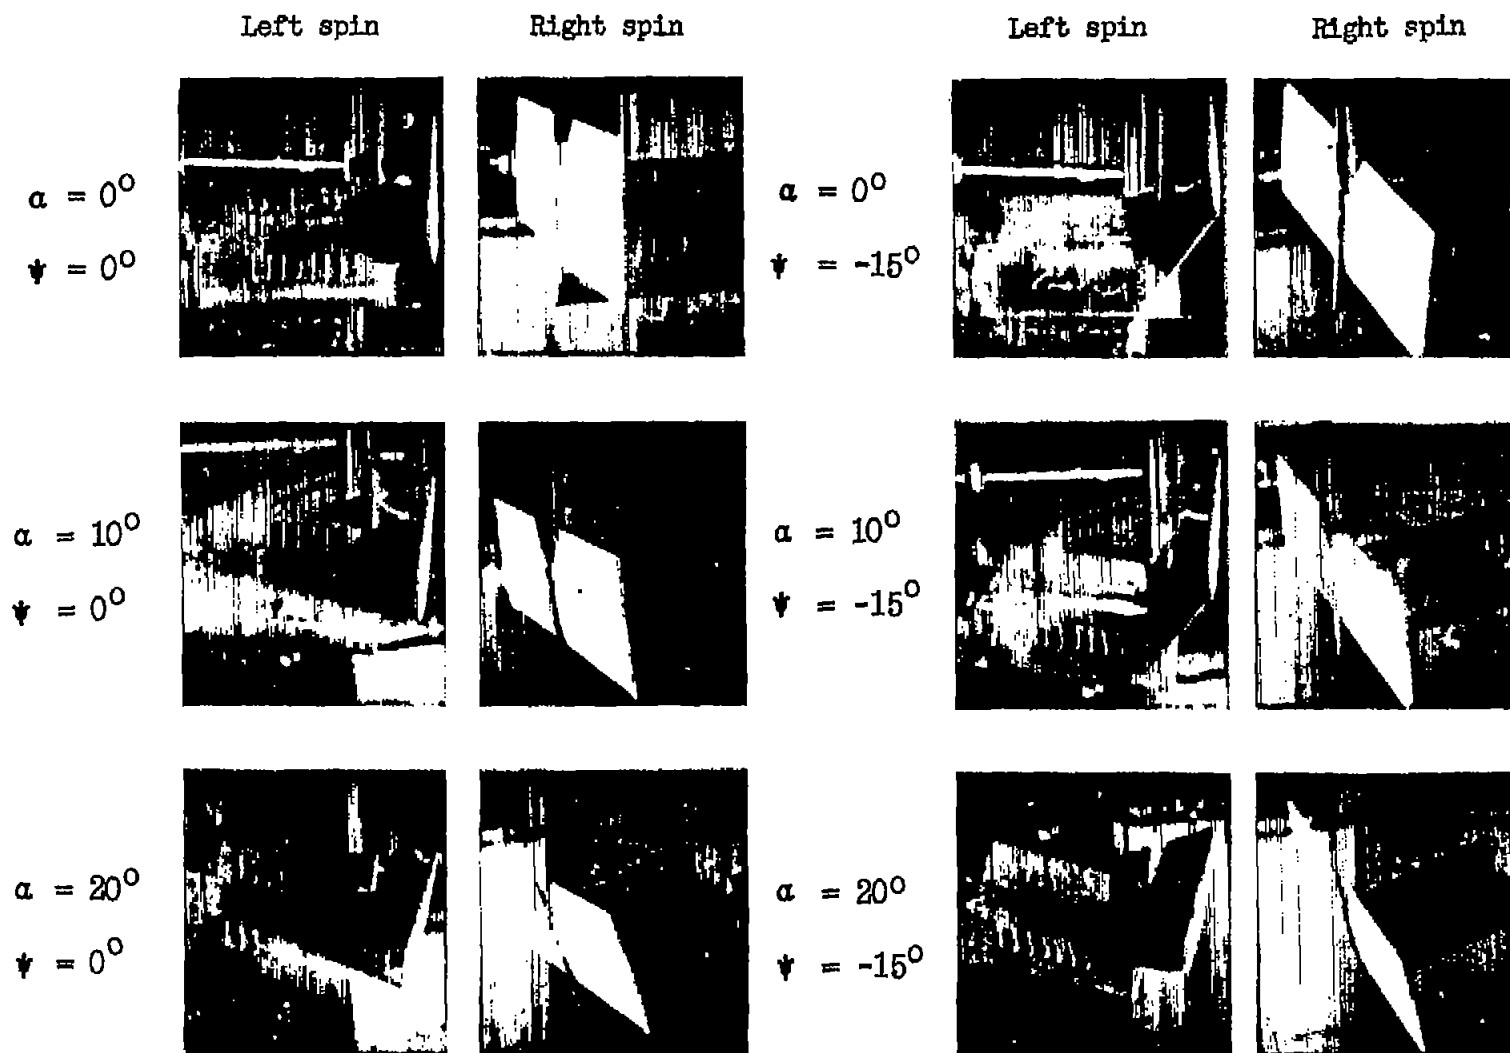 Left spin Right spin Left spin Right spin
α = 0° α = 0°
ψ = 0° ψ = -15°
α = 10° α = 10°
ψ = 0° ψ = -15°
α = 20° α = 20°
ψ = 0° ψ = -15°